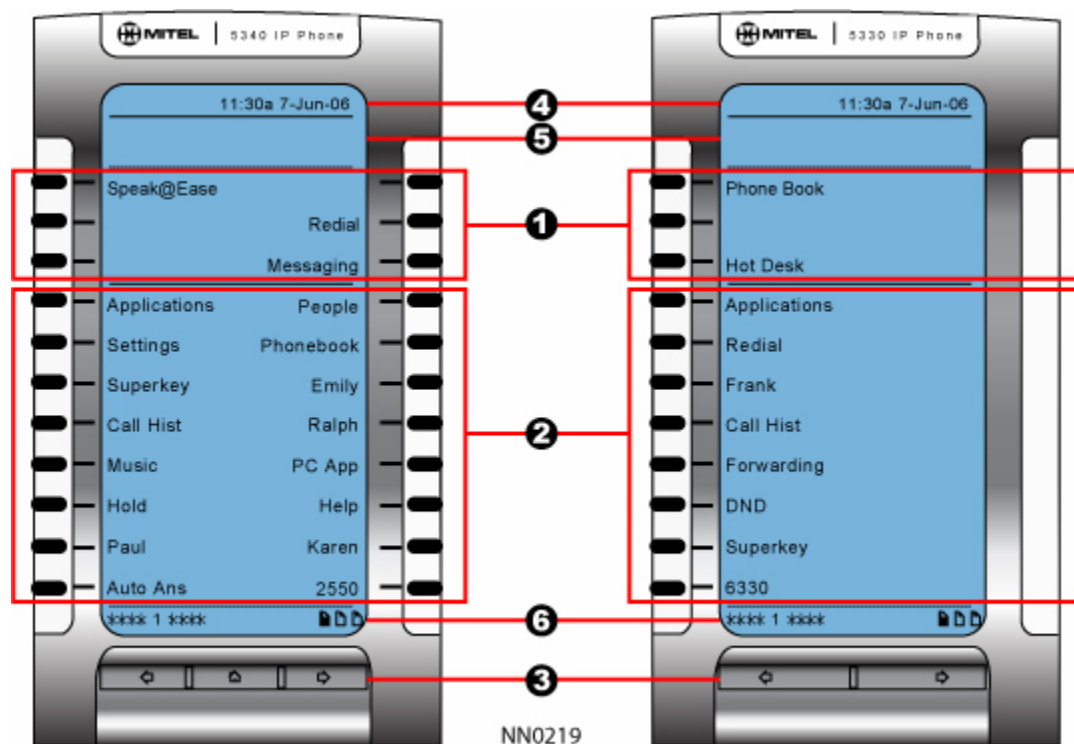 MITEL | 5340 IP Phone
11:30a 7-Jun-06
Speak@Ease
Redial
Messaging
Applications People
Settings Phonebook
Superkey Emily
Call Hist Ralph
Music PC App
Hold Help
Paul Karen
Auto Ans 2550
**** 1 ****
4
5
1
2
6
3
MITEL | 5330 IP Phone
11:30a 7-Jun-06
Phone Book
Hot Desk
Applications
Redial
Frank
Call Hist
Forwarding
DND
Superkey
6330
**** 1 ****
NN0219